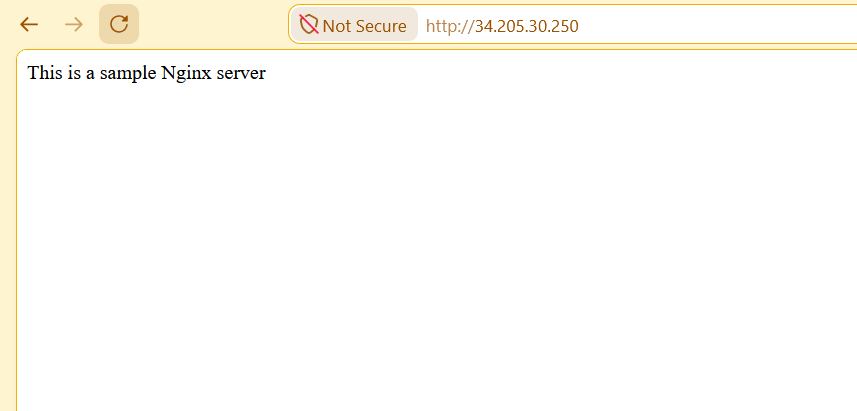 Not Secure http://34.205.30.250
This is a sample Nginx server